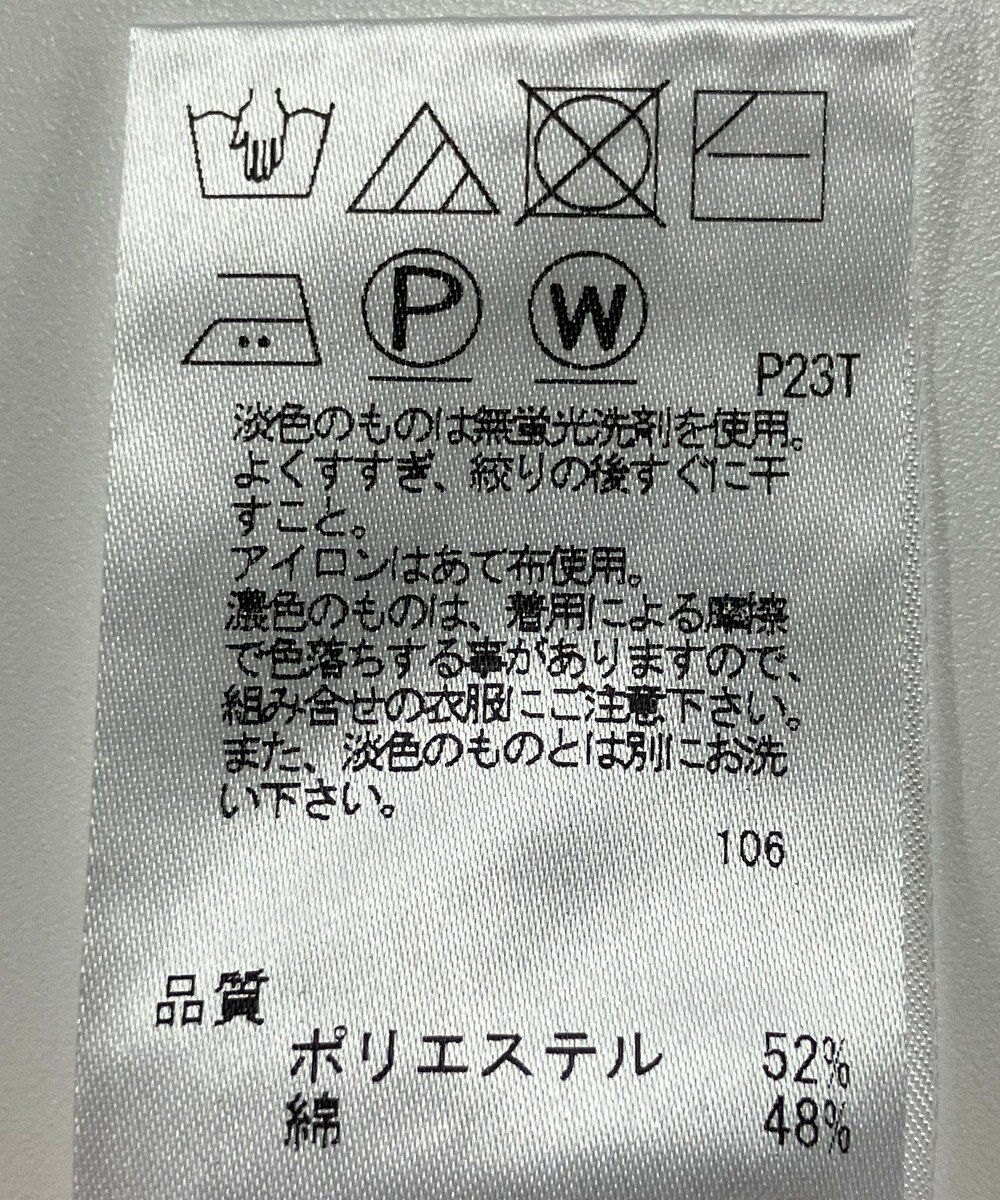 P W
P23T
淡色のものは無蛍光洗剤を使用。
よくすすぎ、絞りの後すぐに干
すこと。
アイロンはあて布使用。
濃色のものは、着用による摩擦
で色落ちする事がありますので、
組み合せの衣服にご注意下さい。
また、淡色のものとは別にお洗
い下さい。
106
品質
ポリエステル 52%
綿 48%